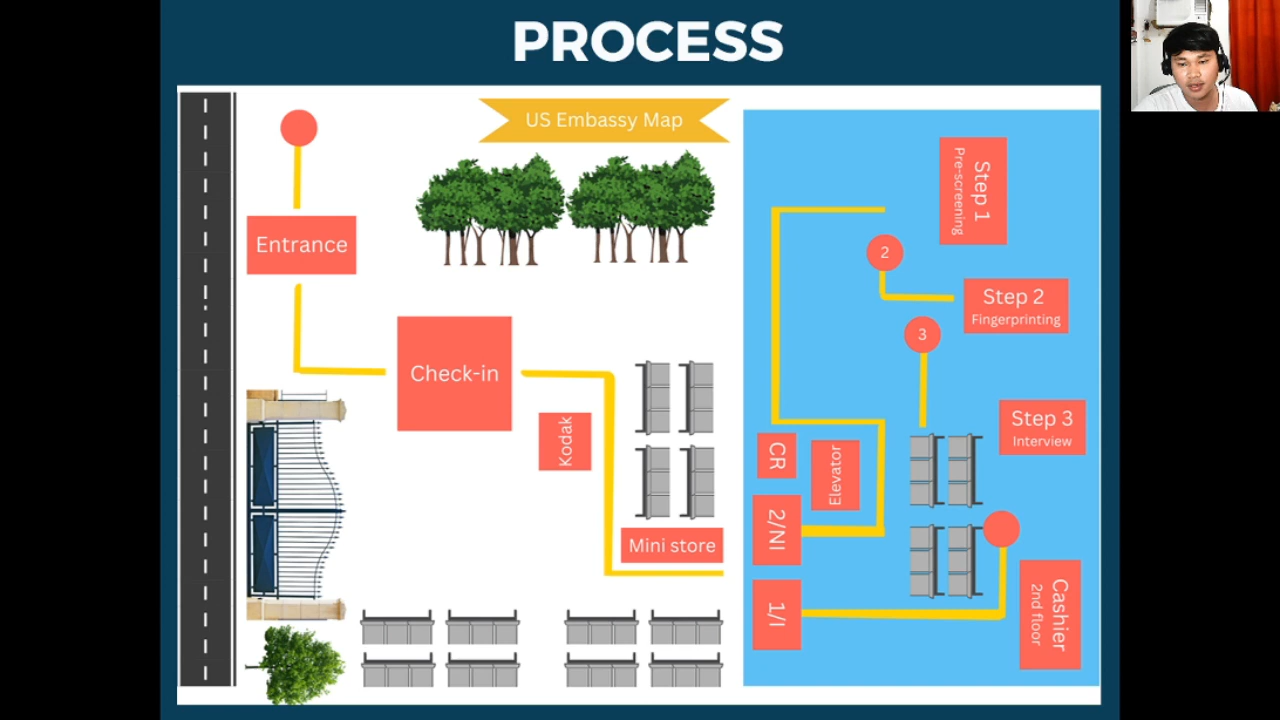 PROCESS
US Embassy Map
Entrance
Check-in
Kodak
Mini store
Step 1
Pre-screening
2
Step 2
Fingerprinting
3
Step 3
Interview
CR
Elevator
2/NI
1/I
Cashier
2nd floor